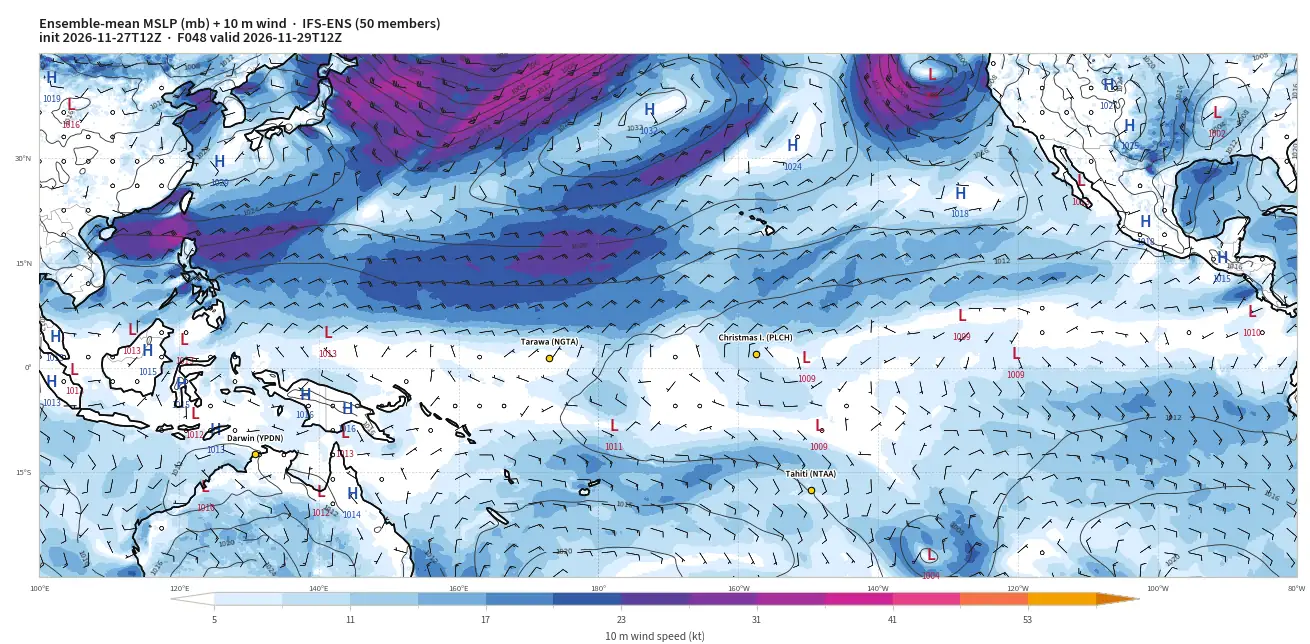 Ensemble-mean MSLP (mb) + 10 m wind · IFS-ENS (50 members)
init 2026-11-27T12Z · F048 valid 2026-11-29T12Z
H
1019
L
1016
H
1032
H
1024
L
H
L
1002
H
1025
H
1018
L
H
H
1015
L
1010
L
1009
L
1009
L
1009
L
1009
L
1011
L
1004
L
1013
L
1013
H
1015
L
H
L
H
1013
L
1012
H
1013
H
1016
H
L
1013
L
L
1012
H
1014
1012
1012
1016
1020
1020
Tarawa (NGTA)
Christmas I. (PLCH)
Darwin (YPDN)
Tahiti (NTAA)
30°N
15°N
0°
15°S
100°E 120°E 140°E 160°E 180° 160°W 140°W 120°W 100°W 80°W
5 11 17 23 31 41 53
10 m wind speed (kt)